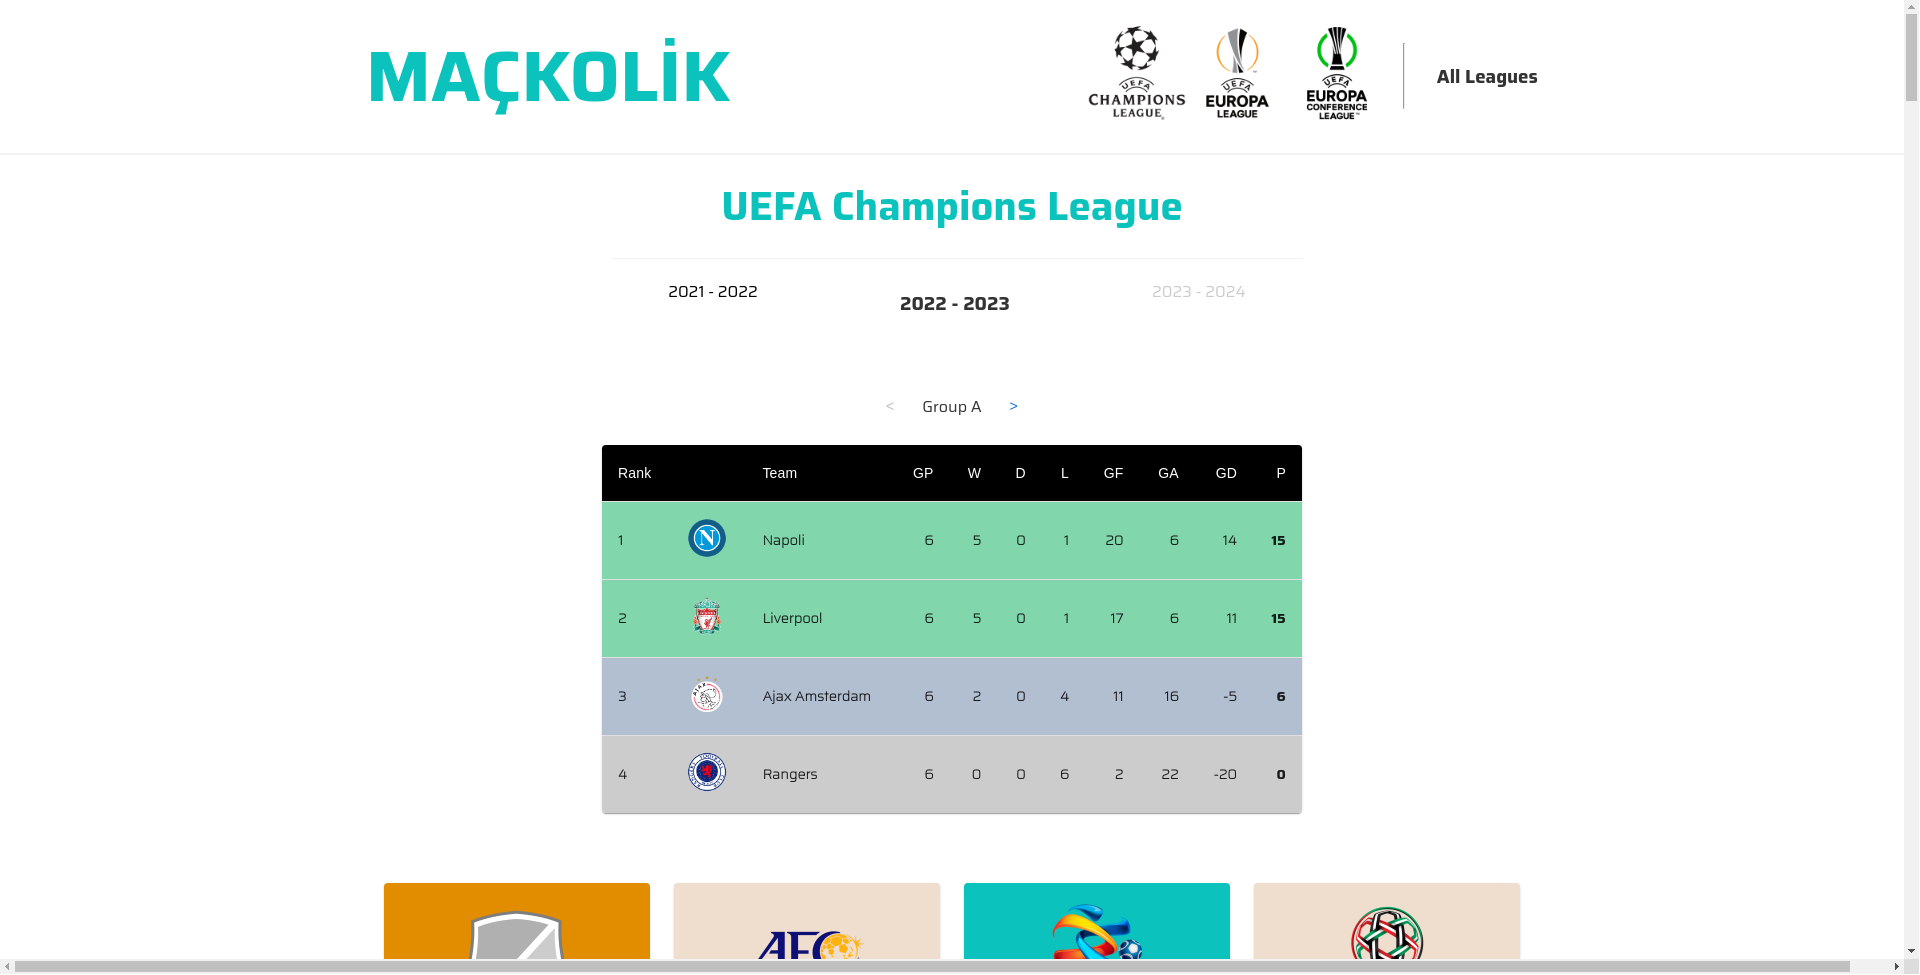 MAÇKOLİK
UEFA
CHAMPIONS
LEAGUE
UEFA
EUROPA
LEAGUE
UEFA
EUROPA
CONFERENCE
LEAGUE
All Leagues
UEFA Champions League
2021 - 2022
2022 - 2023
2023 - 2024
< Group A >
Rank Team GP W D L GF GA GD P
1 N Napoli 6 5 0 1 20 6 14 15
2 Liverpool 6 5 0 1 17 6 11 15
3 AJAX Ajax Amsterdam 6 2 0 4 11 16 -5 6
4 Rangers 6 0 0 6 2 22 -20 0
AFC